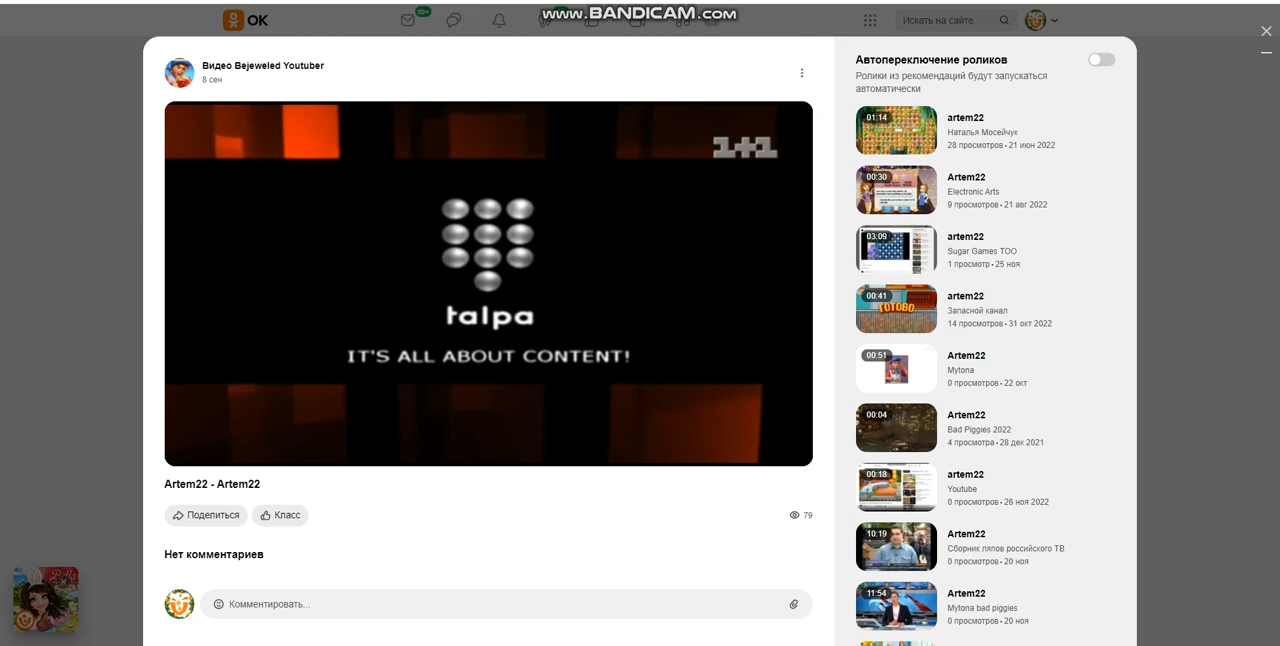 OK
99+
www.BANDICAM.com
Искать на сайте
Видео Bejeweled Youtuber
8 сен
1+1
talpa
IT'S ALL ABOUT CONTENT!
Artem22 - Artem22
Поделиться
Класс
79
Нет комментариев
Комментировать...
Автопереключение роликов
Ролики из рекомендаций будут запускаться
автоматически
01:14
artem22
Наталья Мосейчук
28 просмотров • 21 июн 2022
00:30
Artem22
Electronic Arts
9 просмотров • 21 авг 2022
03:09
artem22
Sugar Games TOO
1 просмотр • 25 ноя
00:41
ГОТОВО
artem22
Запасной канал
14 просмотров • 31 окт 2022
00:51
Artem22
Mytona
0 просмотров • 22 окт
00:04
Artem22
Bad Piggies 2022
4 просмотра • 28 дек 2021
00:18
artem22
Youtube
0 просмотров • 26 ноя 2022
10:19
Artem22
Сборник ляпов российского ТВ
0 просмотров • 20 ноя
11:54
Artem22
Mytona bad piggies
0 просмотров • 20 ноя